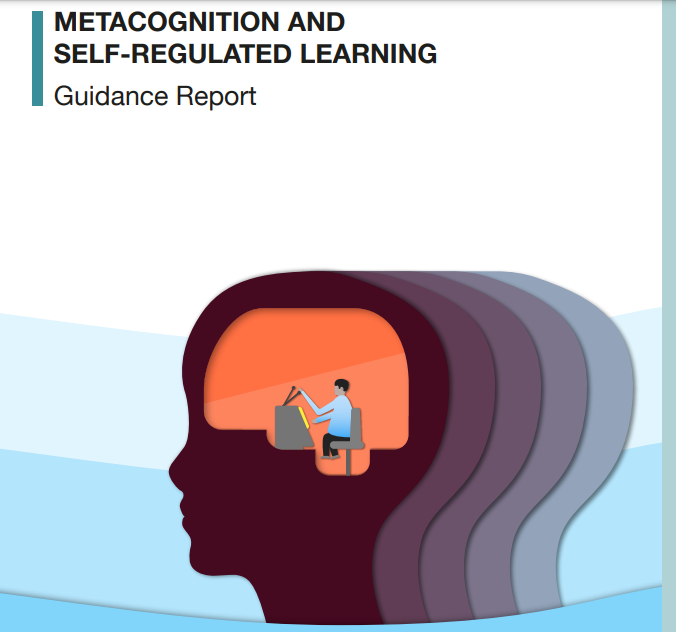 METACOGNITION AND
SELF-REGULATED LEARNING
Guidance Report